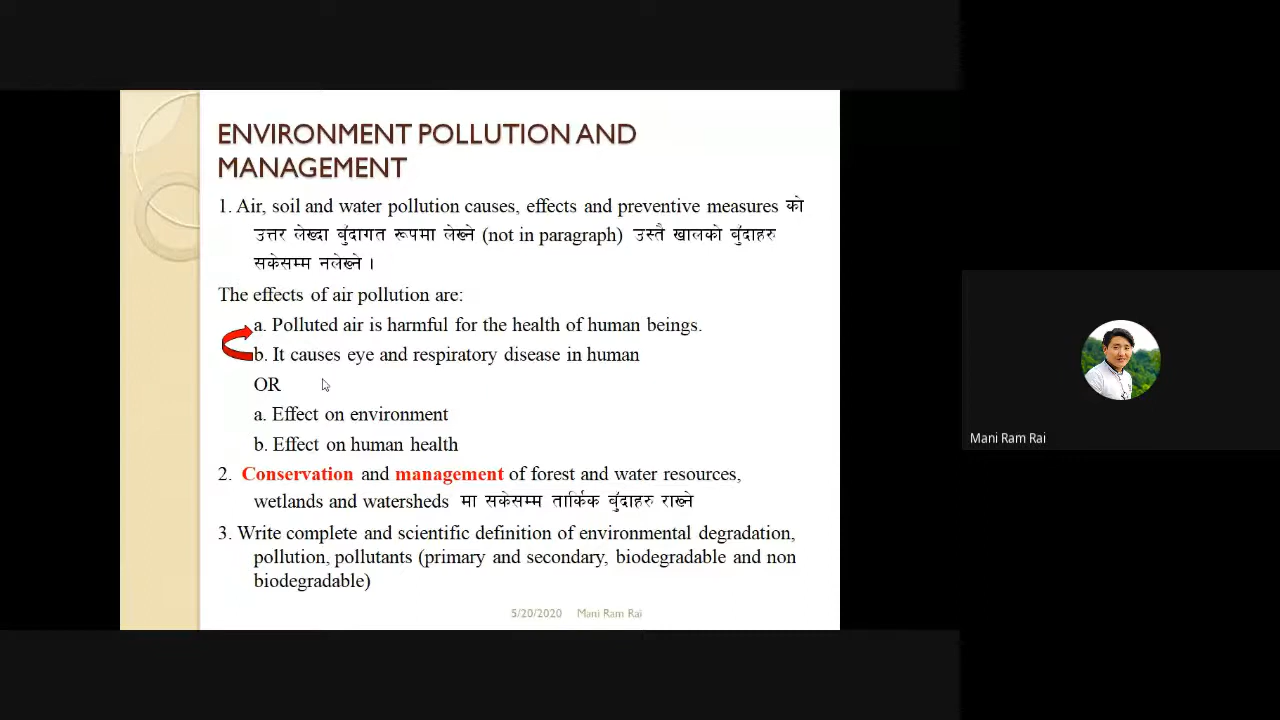 ENVIRONMENT POLLUTION AND
MANAGEMENT
1. Air, soil and water pollution causes, effects and preventive measures को
उत्तर लेख्दा बुँदागत रूपमा लेख्ने (not in paragraph) उस्तै खालको बुँदाहरु
सकेसम्म नलेख्ने ।
The effects of air pollution are:
a. Polluted air is harmful for the health of human beings.
b. It causes eye and respiratory disease in human
OR
a. Effect on environment
b. Effect on human health
2. Conservation and management of forest and water resources,
wetlands and watersheds मा सकेसम्म तार्किक बुँदाहरु राख्ने
3. Write complete and scientific definition of environmental degradation,
pollution, pollutants (primary and secondary, biodegradable and non
biodegradable)
5/20/2020 Mani Ram Rai
Mani Ram Rai